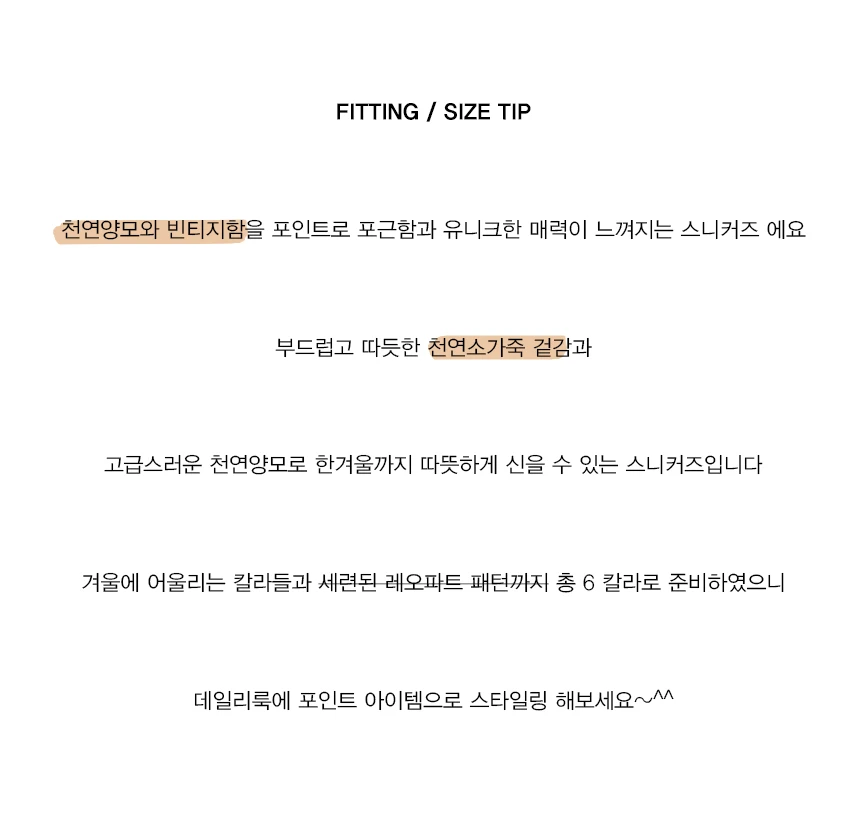 FITTING / SIZE TIP
천연양모와 빈티지함을 포인트로 포근함과 유니크한 매력이 느껴지는 스니커즈 에요
부드럽고 따듯한 천연소가죽 겉감과
고급스러운 천연양모로 한겨울까지 따뜻하게 신을 수 있는 스니커즈입니다
겨울에 어울리는 칼라들과 세련된 레오파트 패턴까지 총 6 칼라로 준비하였으니
데일리룩에 포인트 아이템으로 스타일링 해보세요~^^